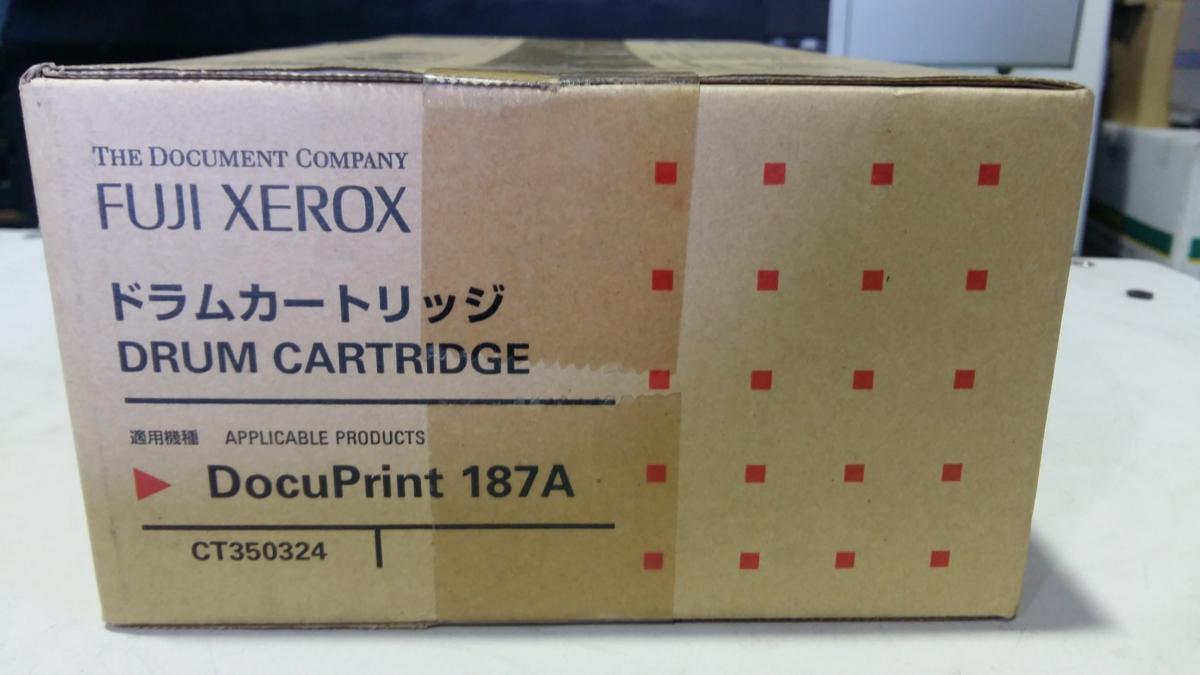 THE DOCUMENT COMPANY
FUJI XEROX
ドラムカートリッジ
DRUM CARTRIDGE
適用機種 APPLICABLE PRODUCTS
DocuPrint 187A
CT350324